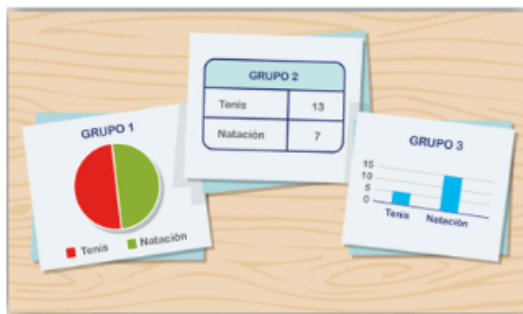 GRUPO 1
Tenis
Natación
GRUPO 2
Tenis 13
Natación 7
GRUPO 3
15
10
5
0
Tenis Natación